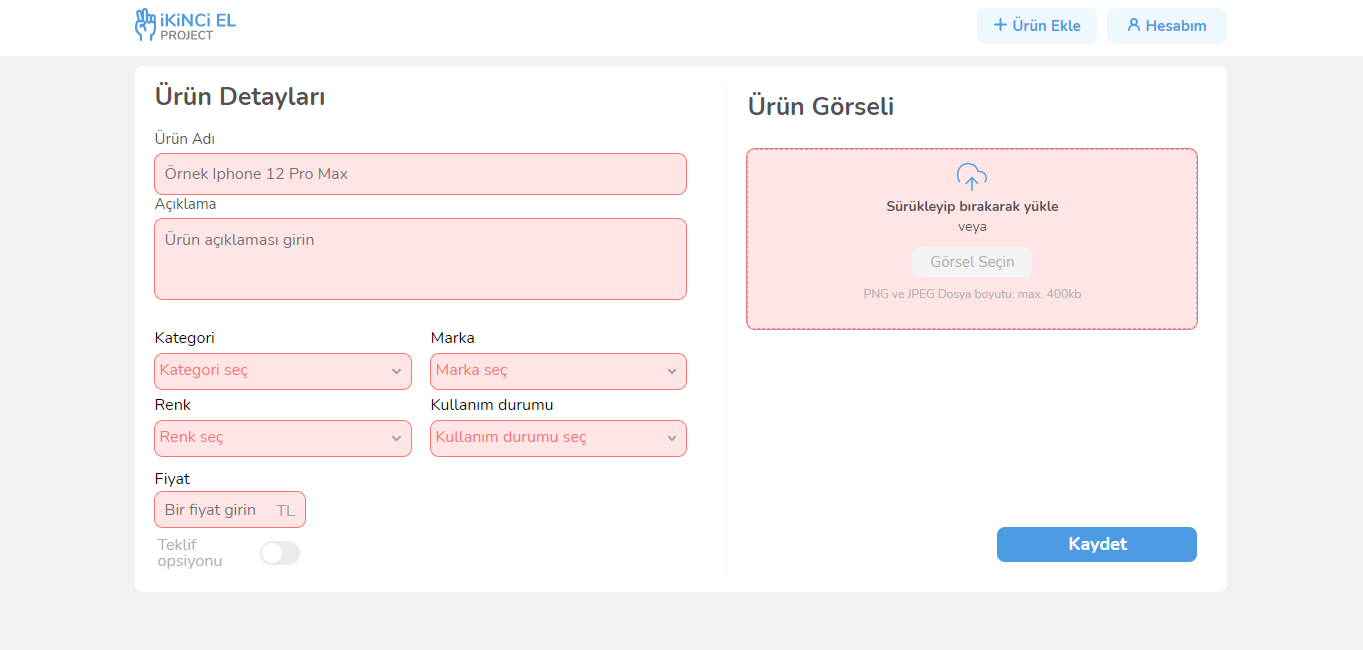 iKiNCi EL
PROJECT
Ürün Ekle
Hesabım
Ürün Detayları
Ürün Adı
Örnek Iphone 12 Pro Max
Açıklama
Ürün açıklaması girin
Kategori
Marka
Kategori seç
Marka seç
Renk
Kullanım durumu
Renk seç
Kullanım durumu seç
Fiyat
Bir fiyat girin TL
Teklif
opsiyonu
Ürün Görseli
Sürükleyip bırakarak yükle
veya
Görsel Seçin
PNG ve JPEG Dosya boyutu: max. 400kb
Kaydet